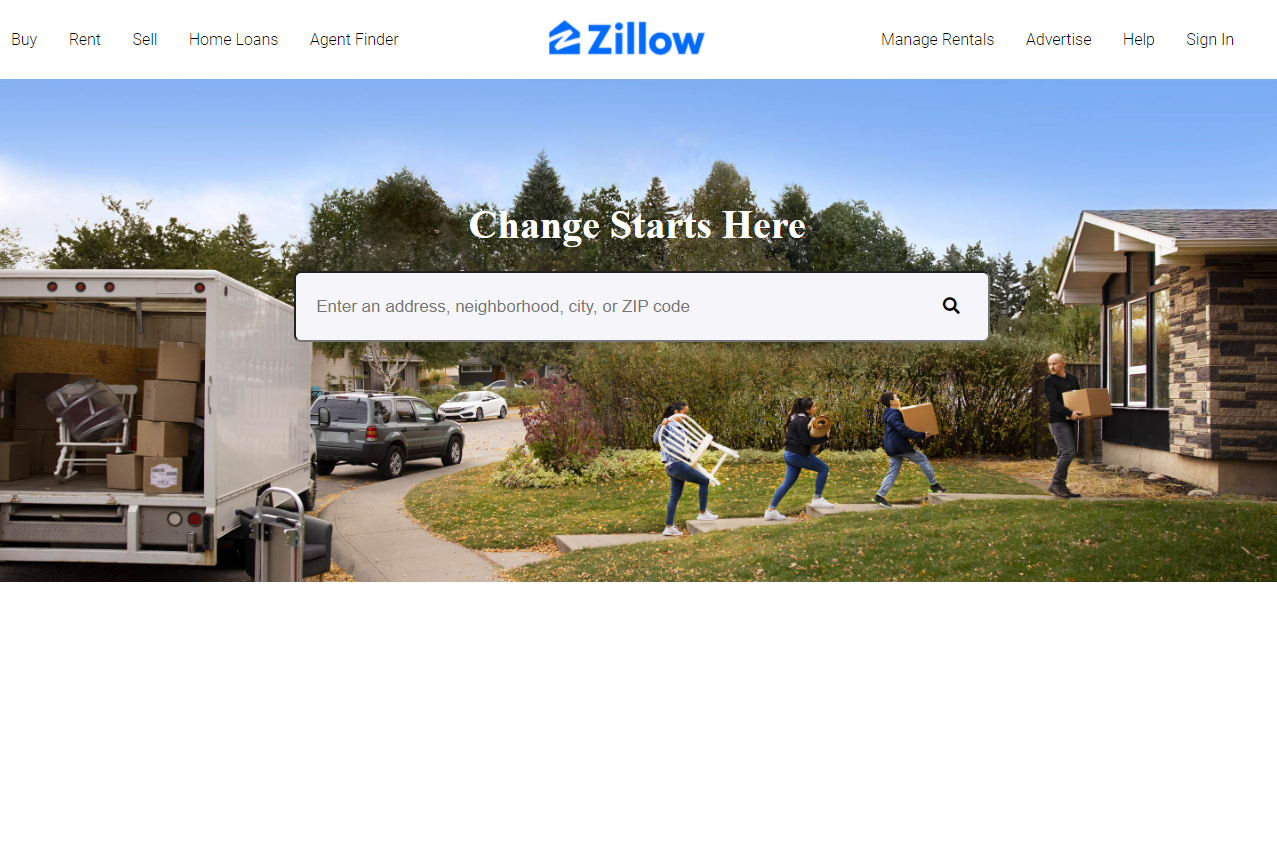 Buy Rent Sell Home Loans Agent Finder Zillow Manage Rentals Advertise Help Sign In
Change Starts Here
Enter an address, neighborhood, city, or ZIP code